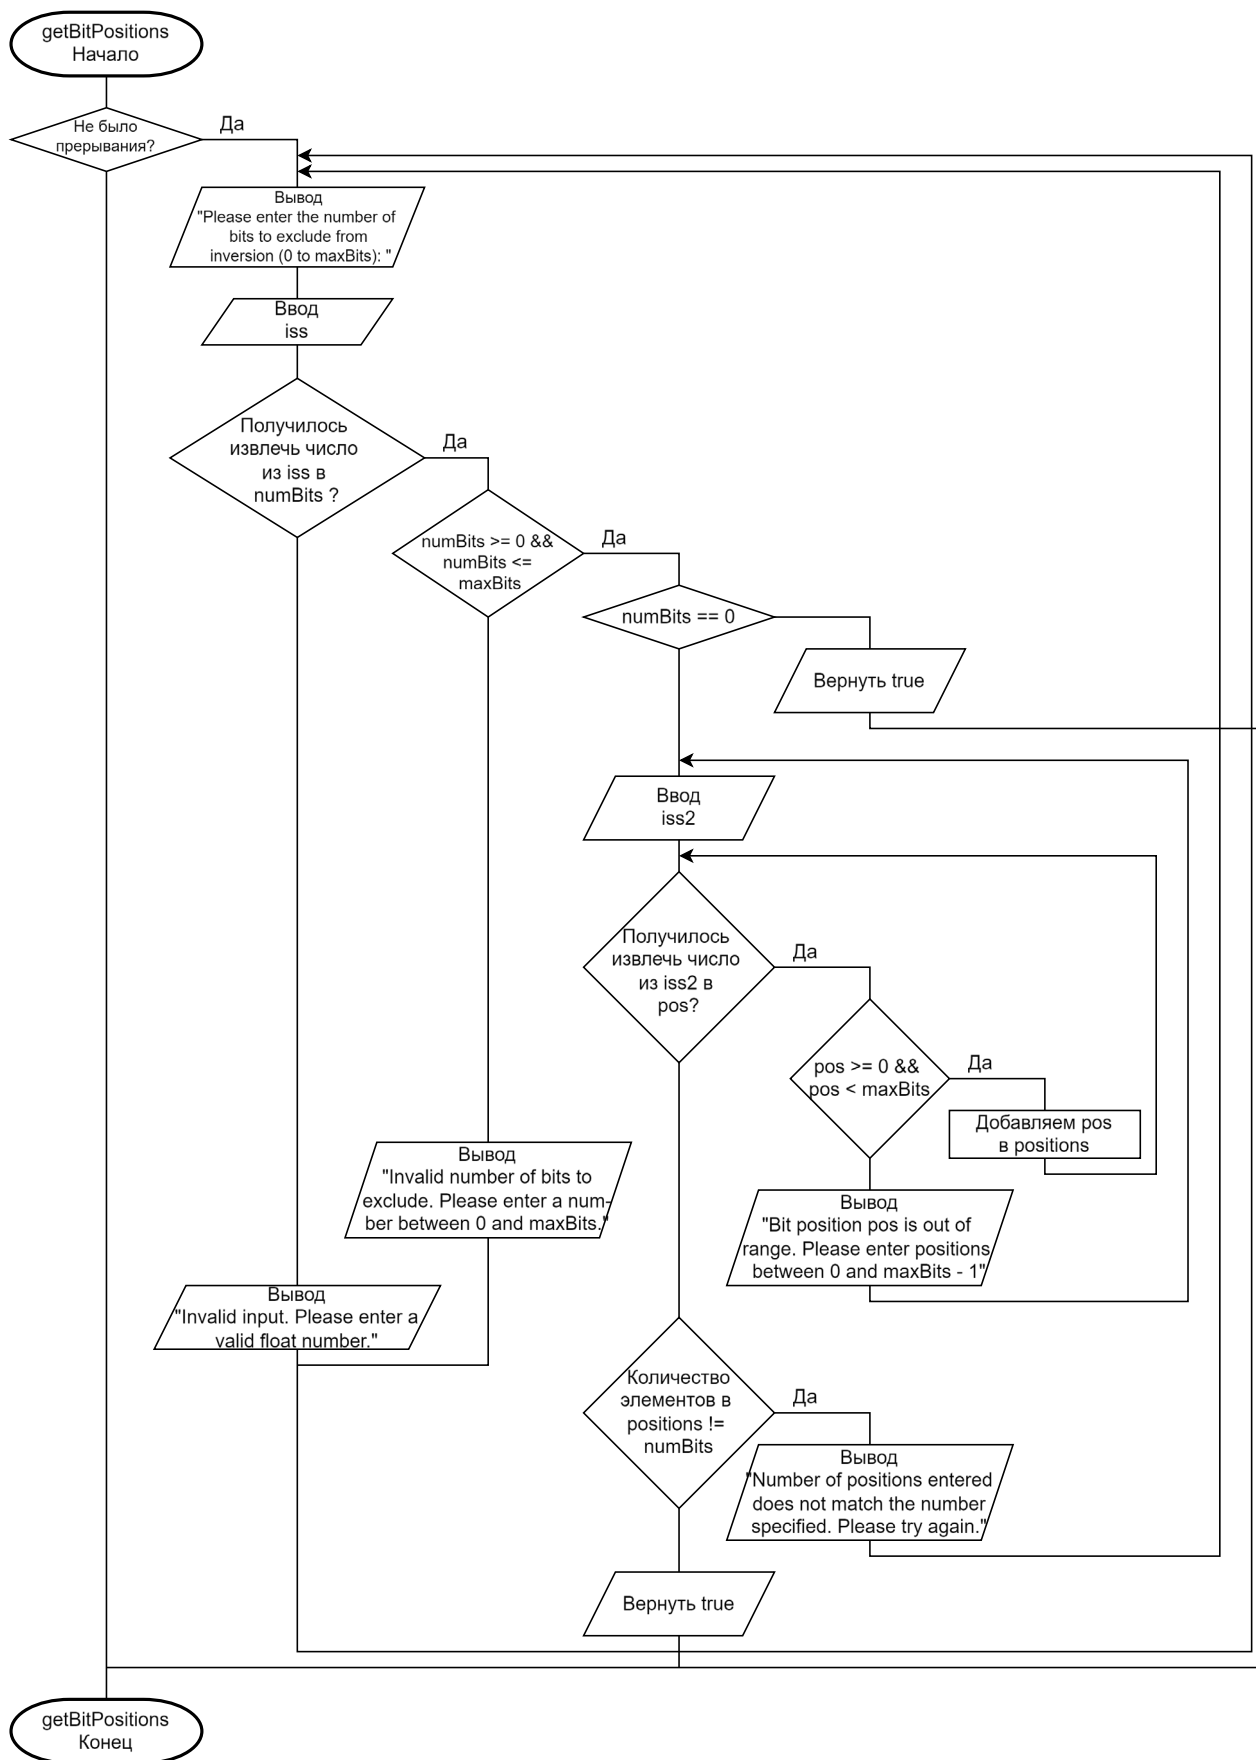 getBitPositions
Начало
Не было
прерывания?
Да
Вывод
"Please enter the number of
bits to exclude from
inversion (0 to maxBits): "
Ввод
iss
Получилось
извлечь число
из iss в
numBits ?
Да
numBits >= 0 &&
numBits <=
maxBits
Да
numBits == 0
Вернуть true
Ввод
iss2
Получилось
извлечь число
из iss2 в
pos?
Да
pos >= 0 &&
pos < maxBits
Да
Добавляем pos
в positions
Вывод
"Invalid number of bits to
exclude. Please enter a num-
ber between 0 and maxBits."
Вывод
"Bit position pos is out of
range. Please enter positions
between 0 and maxBits - 1"
Вывод
"Invalid input. Please enter a
valid float number."
Количество
элементов в
positions !=
numBits
Да
Вывод
"Number of positions entered
does not match the number
specified. Please try again."
Вернуть true
getBitPositions
Конец